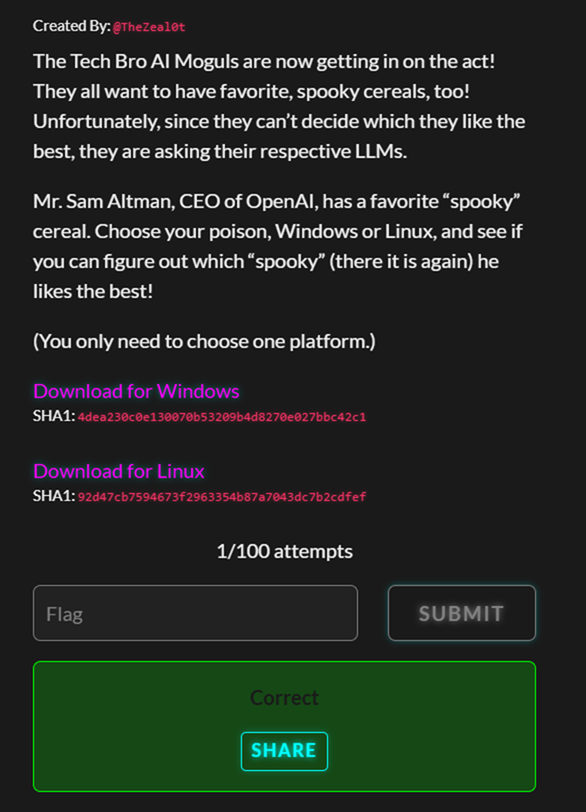 Created By: @TheZeal0t
The Tech Bro AI Moguls are now getting in on the act!
They all want to have favorite, spooky cereals, too!
Unfortunately, since they can’t decide which they like the
best, they are asking their respective LLMs.
Mr. Sam Altman, CEO of OpenAI, has a favorite “spooky”
cereal. Choose your poison, Windows or Linux, and see if
you can figure out which “spooky” (there it is again) he
likes the best!
(You only need to choose one platform.)
Download for Windows
SHA1: 4dea230c0e130070b53209b4d8270e027bbc42c1
Download for Linux
SHA1: 92d47cb7594673f2963354b87a7043dc7b2cdfef
1/100 attempts
Flag
SUBMIT
Correct
SHARE